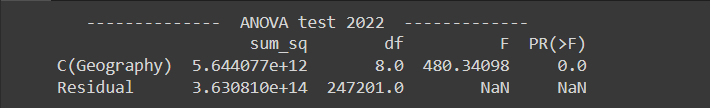 -------------- ANOVA test 2022 -------------
sum_sq df F PR(>F)
C(Geography) 5.644077e+12 8.0 480.34098 0.0
Residual 3.630810e+14 247201.0 NaN NaN